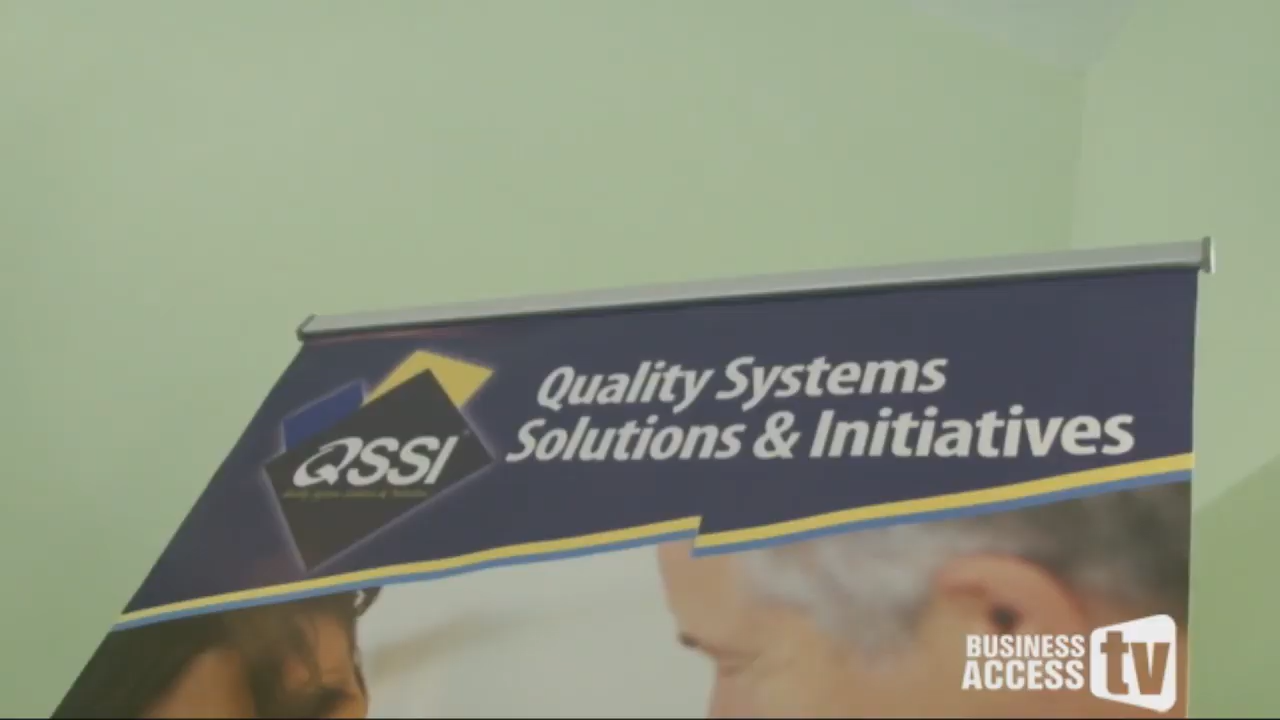 Quality Systems
Solutions & Initiatives
QSSI
BUSINESS
ACCESS tv